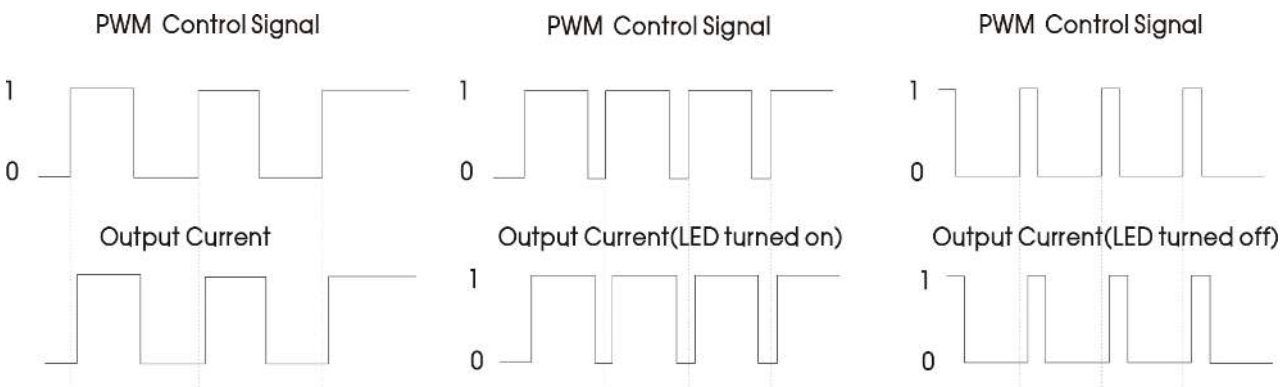 PWM Control Signal
PWM Control Signal
PWM Control Signal
1
0
1
0
1
0
Output Current
Output Current(LED turned on)
Output Current(LED turned off)
1
0
1
0